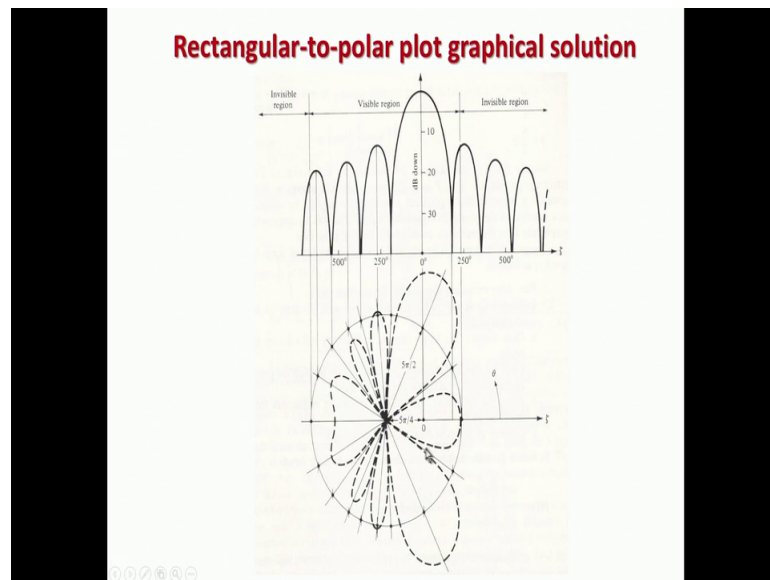 Rectangular-to-polar plot graphical solution
Invisible
region
Visible region
Invisible region
10
20
30
dB down
500°
250°
0°
250°
500°
ζ
5π/2
θ
5π/4
0
ζ